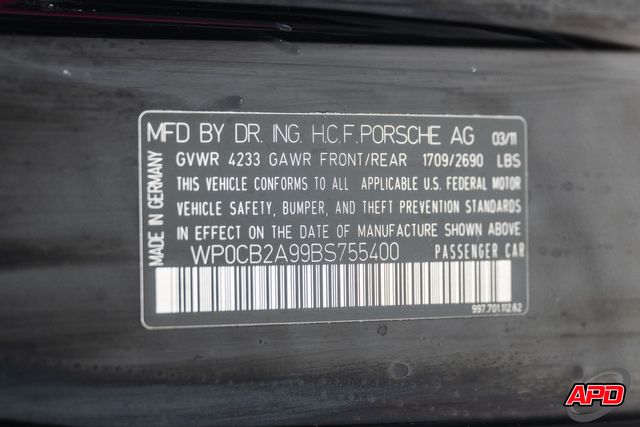 MFD BY DR. ING. H.C.F. PORSCHE AG 03/11
GVWR 4233 GAWR FRONT/REAR 1709/2690 LBS
THIS VEHICLE CONFORMS TO ALL APPLICABLE U.S. FEDERAL MOTOR
VEHICLE SAFETY, BUMPER, AND THEFT PREVENTION STANDARDS
IN EFFECT ON THE DATE OF MANUFACTURE SHOWN ABOVE
WP0CB2A99BS755400 PASSENGER CAR
997.701.112.62
MADE IN GERMANY
APD